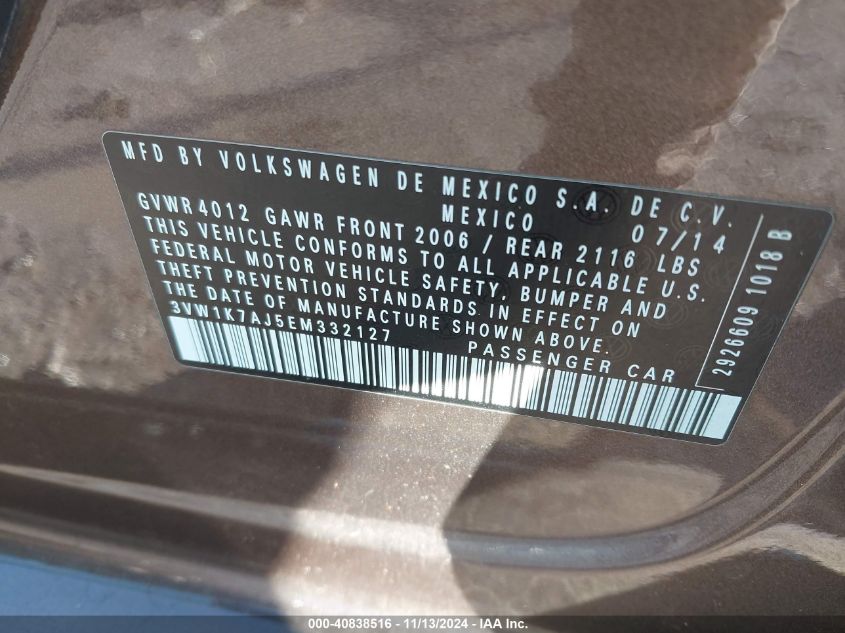 MFD BY VOLKSWAGEN DE MEXICO S.A. DE C.V.
MEXICO 07/14
GVWR4012 GAWR FRONT 2006 / REAR 2116 LBS
THIS VEHICLE CONFORMS TO ALL APPLICABLE U.S.
FEDERAL MOTOR VEHICLE SAFETY, BUMPER AND
THEFT PREVENTION STANDARDS IN EFFECT ON
THE DATE OF MANUFACTURE SHOWN ABOVE.
3VW1K7AJ5EM332127 PASSENGER CAR
2926609 1018 B
000-40838516 - 11/13/2024 - IAA Inc.